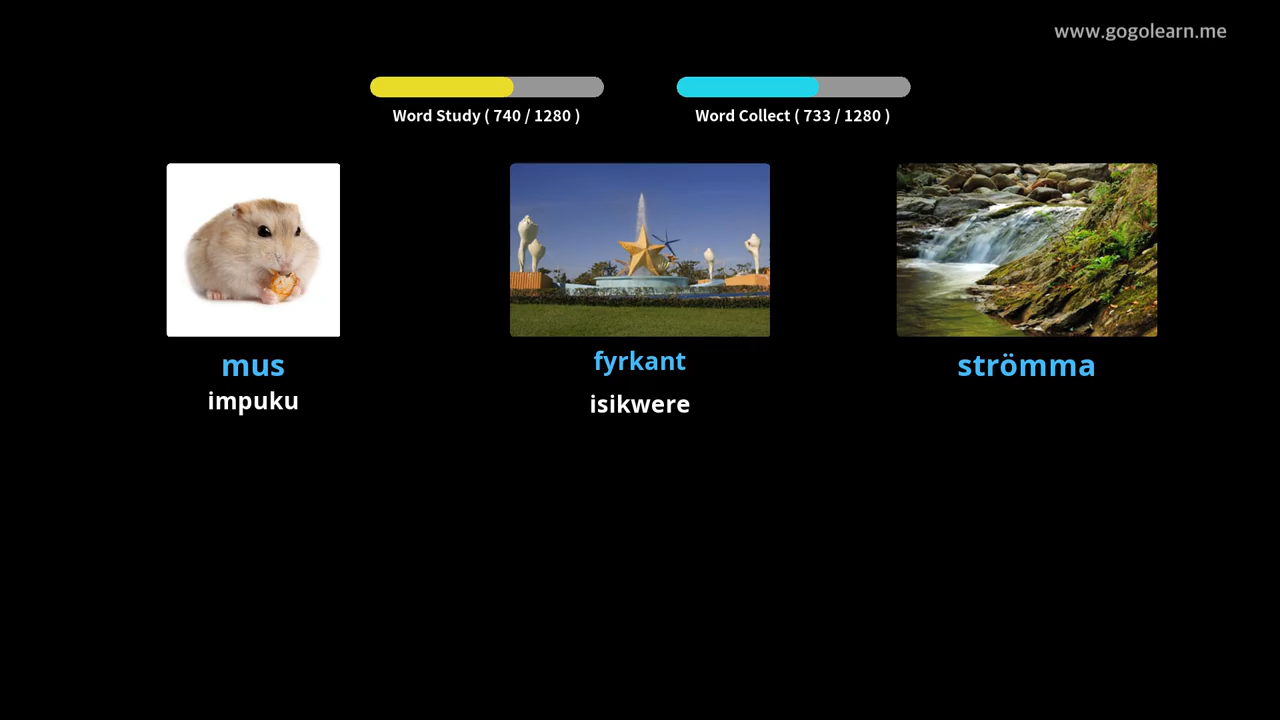 www.gogolearn.me
Word Study ( 740 / 1280 )
Word Collect ( 733 / 1280 )
mus
impuku
fyrkant
isikwere
strömma